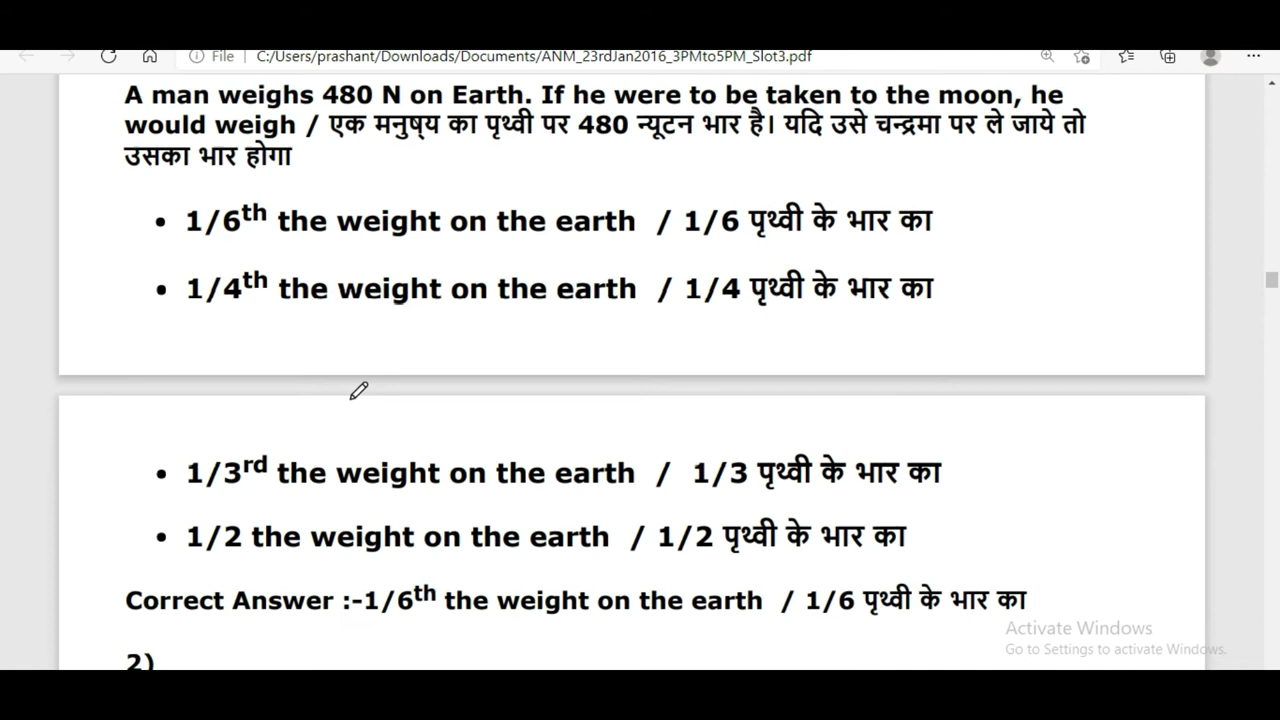 File | C:/Users/prashant/Downloads/Documents/ANM_23rdJan2016_3PMto5PM_Slot3.pdf
A man weighs 480 N on Earth. If he were to be taken to the moon, he
would weigh / एक मनुष्य का पृथ्वी पर 480 न्यूटन भार है। यदि उसे चन्द्रमा पर ले जाये तो
उसका भार होगा
• 1/6th the weight on the earth / 1/6 पृथ्वी के भार का
• 1/4th the weight on the earth / 1/4 पृथ्वी के भार का
• 1/3rd the weight on the earth / 1/3 पृथ्वी के भार का
• 1/2 the weight on the earth / 1/2 पृथ्वी के भार का
Correct Answer :-1/6th the weight on the earth / 1/6 पृथ्वी के भार का
Activate Windows
Go to Settings to activate Windows.
2)